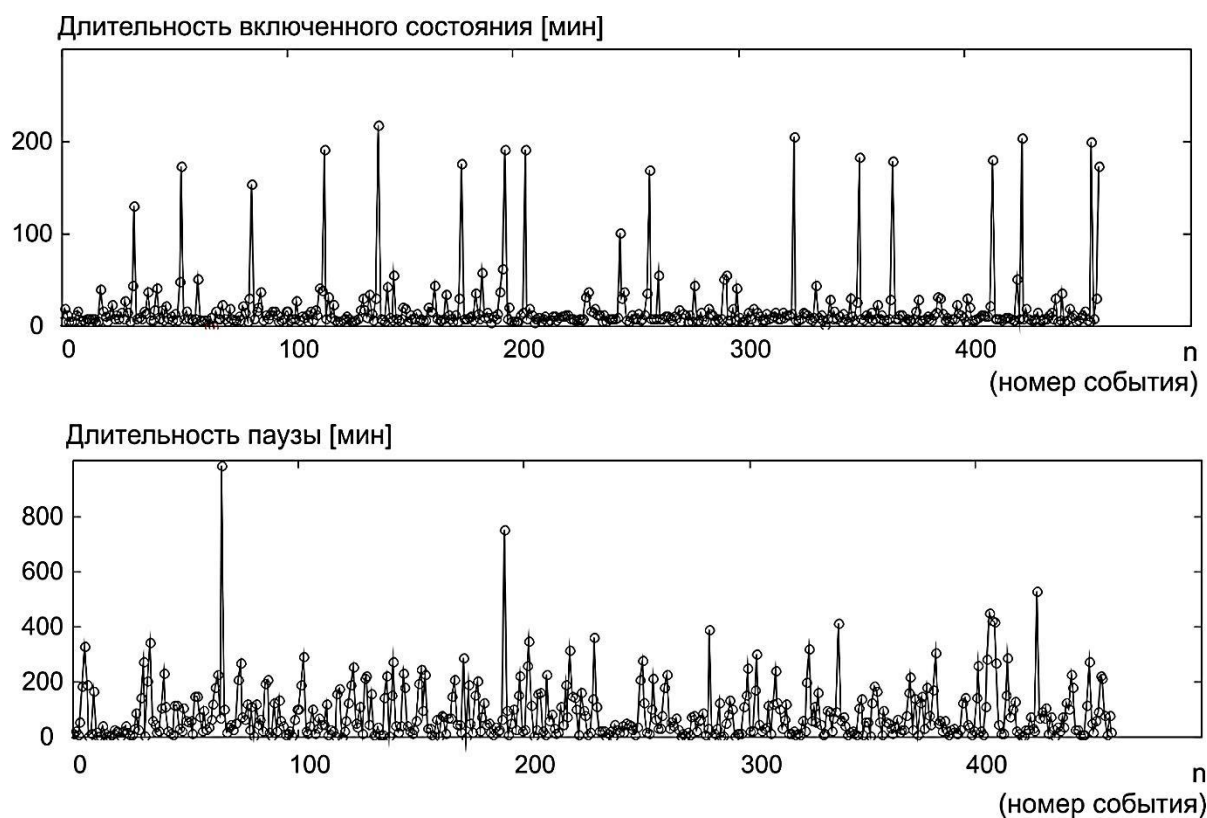 Длительность включенного состояния [мин]
200
100
0
0 100 200 300 400 n
(номер события)
Длительность паузы [мин]
800
600
400
200
0
0 100 200 300 400 n
(номер события)